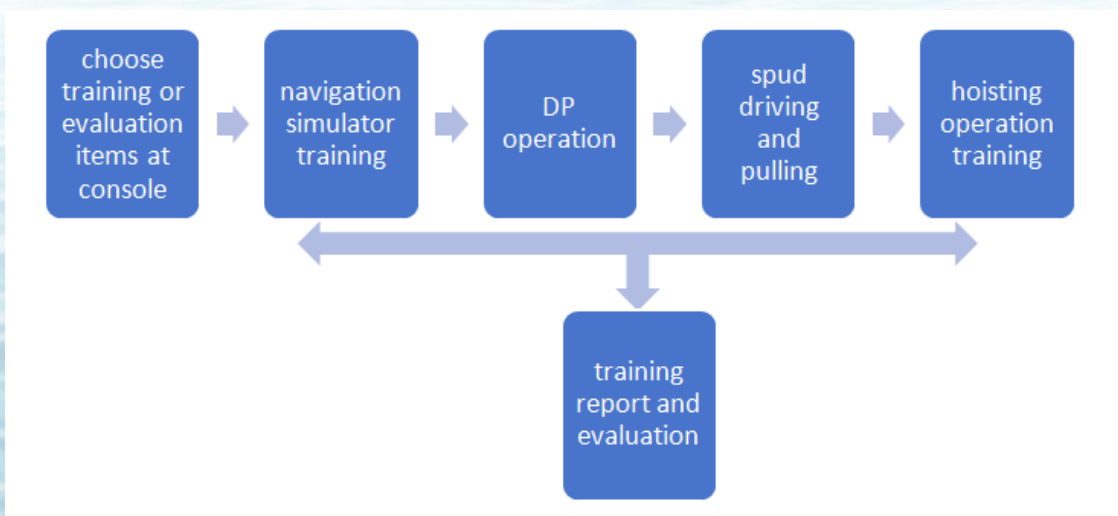 choose
training or
evaluation
items at
console
navigation
simulator
training
DP
operation
spud
driving
and
pulling
hoisting
operation
training
training
report and
evaluation